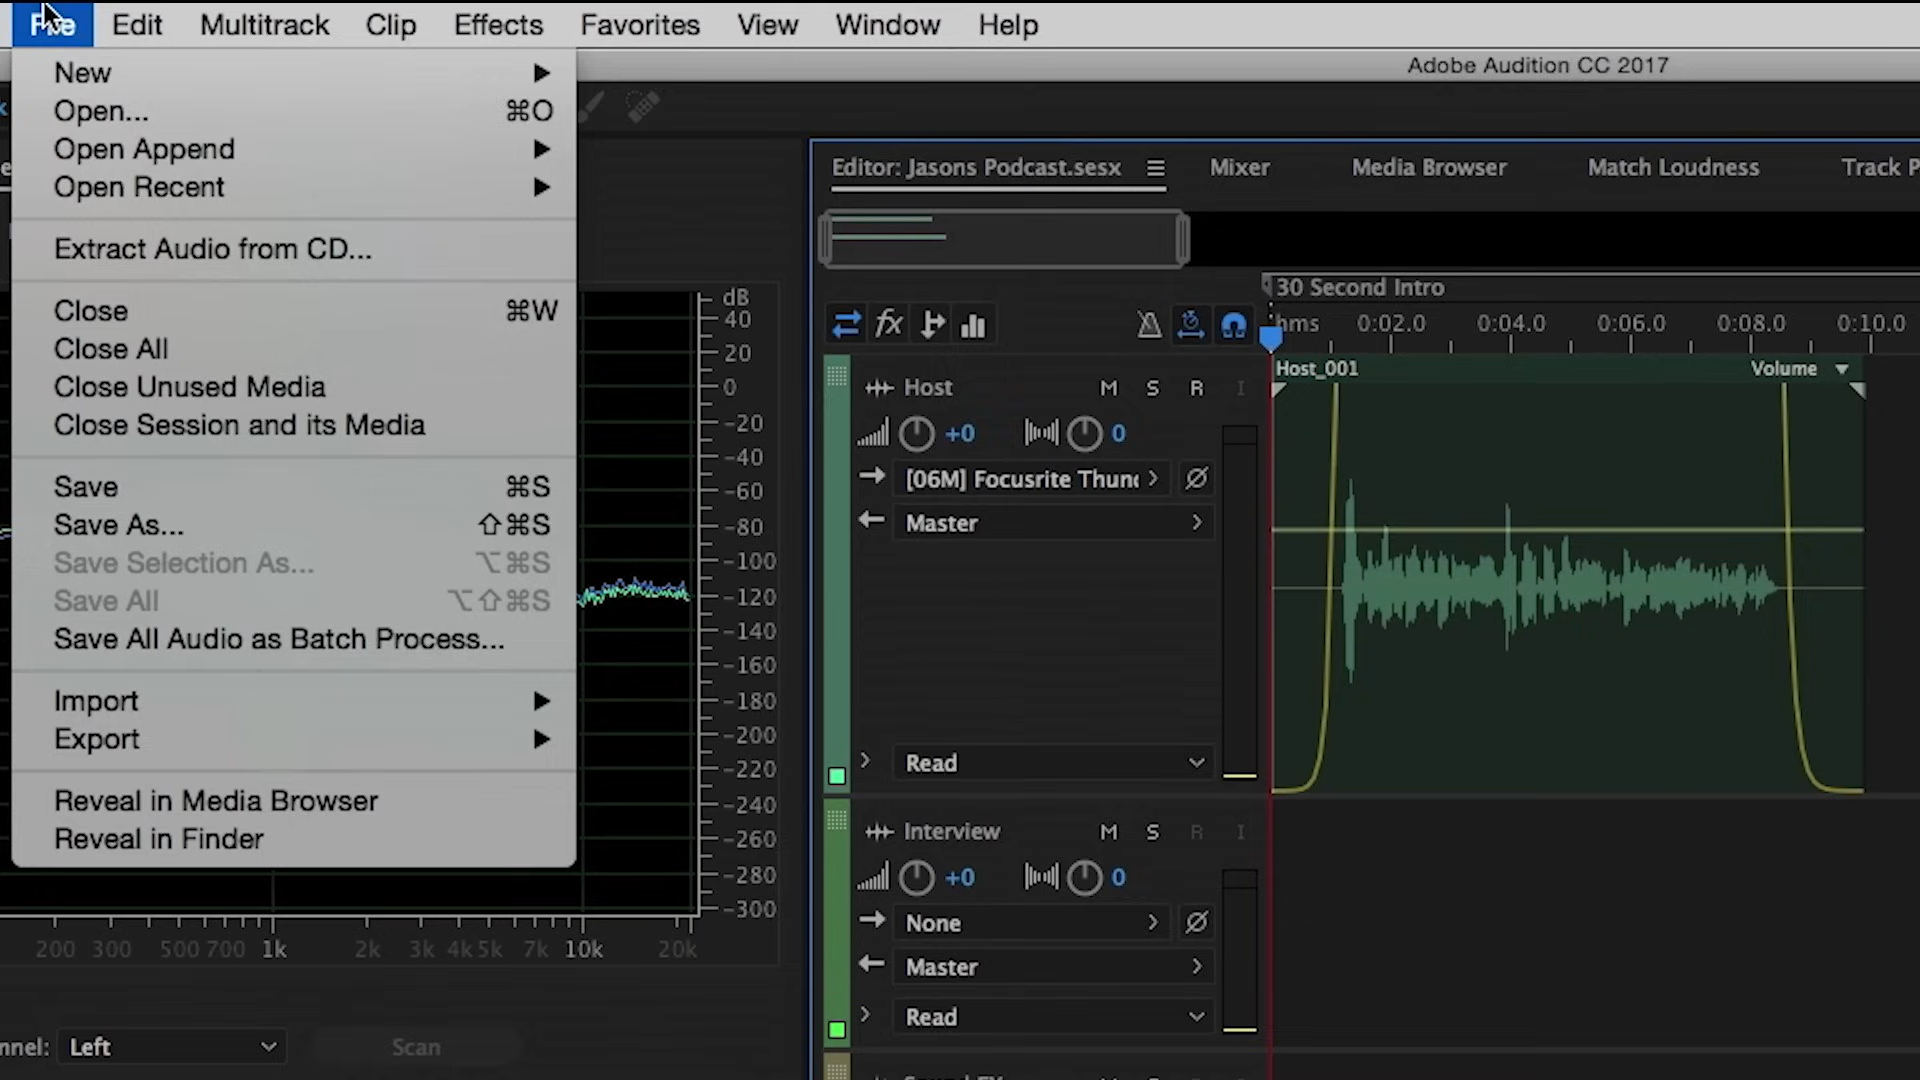 File Edit Multitrack Clip Effects Favorites View Window Help
Adobe Audition CC 2017
New
Open... ⌘O
Open Append
Open Recent
Extract Audio from CD...
Close ⌘W
Close All
Close Unused Media
Close Session and its Media
Save ⌘S
Save As... ⇧⌘S
Save Selection As... ⌥⌘S
Save All ⌥⇧⌘S
Save All Audio as Batch Process...
Import
Export
Reveal in Media Browser
Reveal in Finder
dB
40
20
0
-20
-40
-60
-80
-100
-120
-140
-160
-180
-200
-220
-240
-260
-280
-300
200 300 500 700 1k 2k 3k 4k 5k 7k 10k 20k
nnel: Left Scan
Editor: Jasons Podcast.sesx Mixer Media Browser Match Loudness Track P
30 Second Intro
fx
hms 0:02.0 0:04.0 0:06.0 0:08.0 0:10.0
Host_001 Volume
Host M S R I
+0 0
[06M] Focusrite Thun
Master
Read
Interview M S R I
+0 0
None
Master
Read